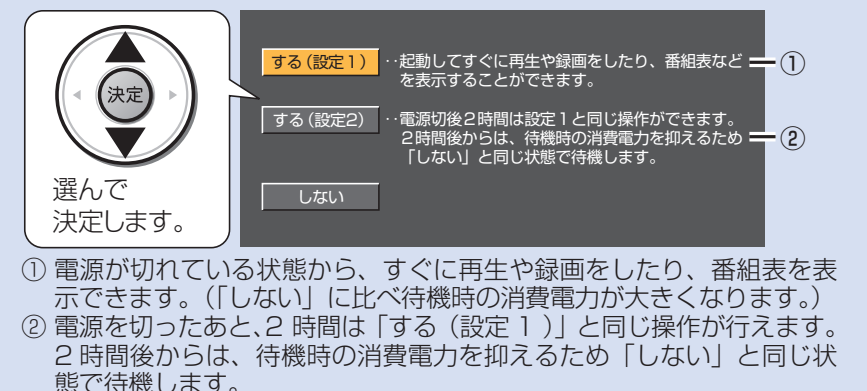 決定
選んで
決定します。
する(設定1)
‥起動してすぐに再生や録画をしたり、番組表など
を表示することができます。
①
する(設定2)
‥電源切後2時間は設定1と同じ操作ができます。
2時間後からは、待機時の消費電力を抑えるため
「しない」と同じ状態で待機します。
②
しない
① 電源が切れている状態から、すぐに再生や録画をしたり、番組表を表
示できます。(「しない」に比べ待機時の消費電力が大きくなります。)
② 電源を切ったあと、2 時間は「する(設定 1 )」と同じ操作が行えます。
2 時間後からは、待機時の消費電力を抑えるため「しない」と同じ状
態で待機します。